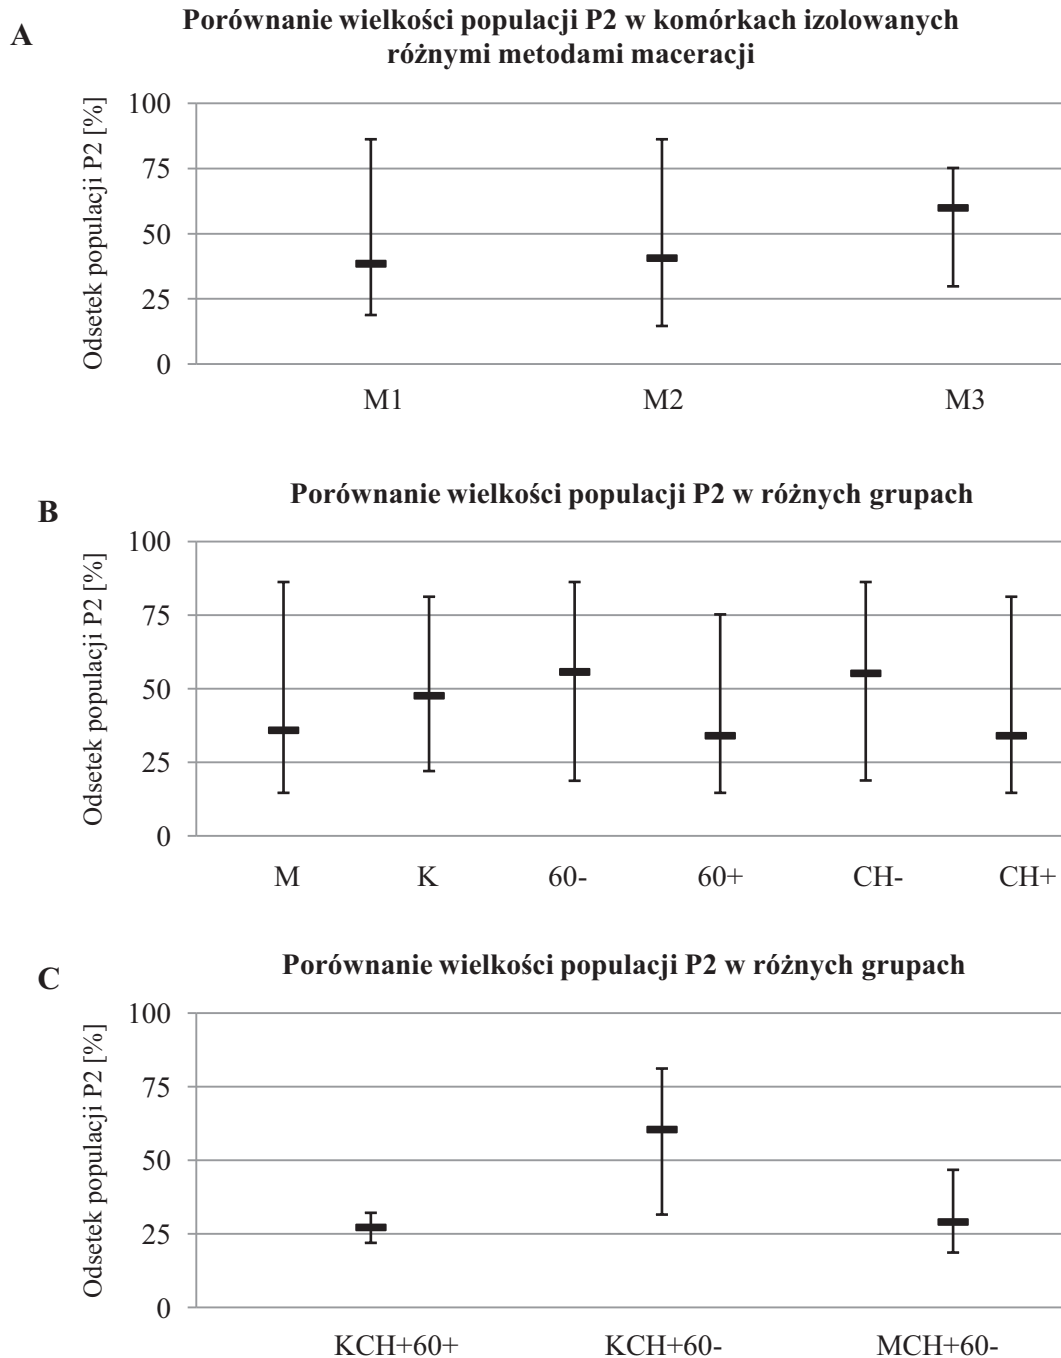 A
Porównanie wielkości populacji P2 w komórkach izolowanych
różnymi metodami maceracji
Odsetek populacji P2 [%]
100
75
50
25
0
M1 M2 M3
B
Porównanie wielkości populacji P2 w różnych grupach
Odsetek populacji P2 [%]
100
75
50
25
0
M K 60- 60+ CH- CH+
C
Porównanie wielkości populacji P2 w różnych grupach
Odsetek populacji P2 [%]
100
75
50
25
0
KCH+60+ KCH+60- MCH+60-